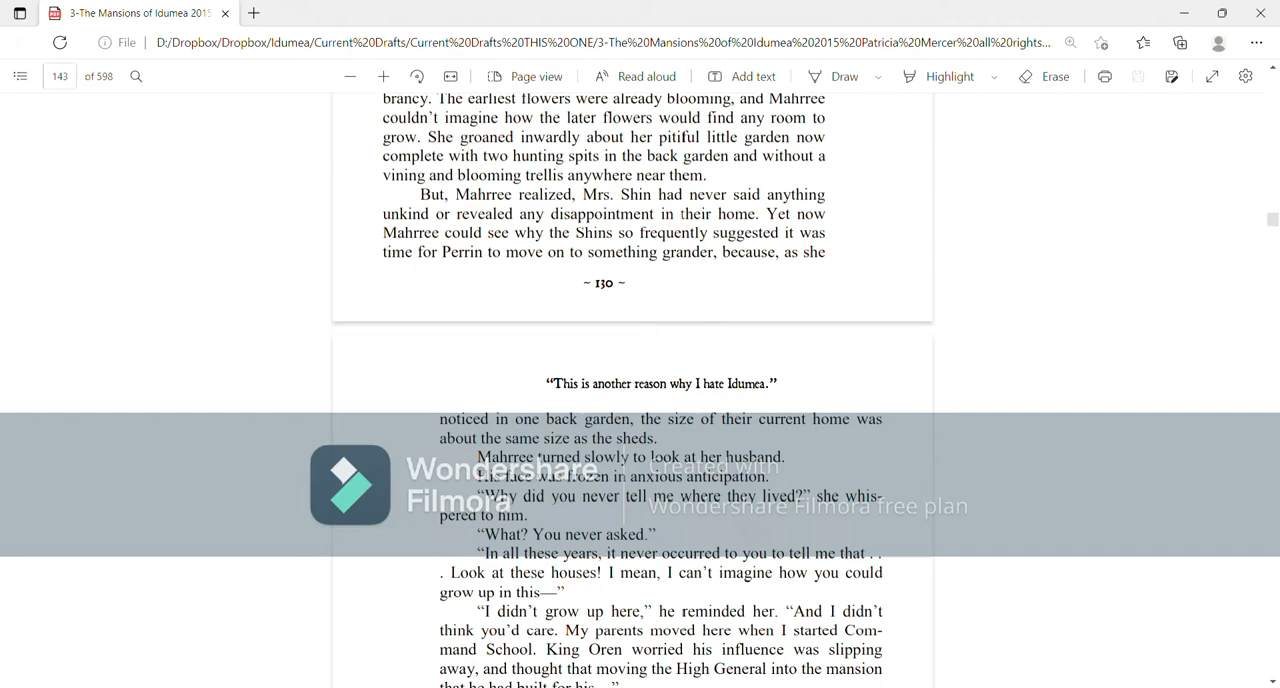 3-The Mansions of Idumea 2015
File
D:/Dropbox/Dropbox/Idumea/Current%20Drafts/Current%20Drafts%20THIS%20ONE/3-The%20Mansions%20of%20Idumea%202015%20Patricia%20Mercer%20all%20rights...
143 of 598
Page view
Read aloud
Add text
Draw
Highlight
Erase
brancy. The earliest flowers were already blooming, and Mahrree
couldn't imagine how the later flowers would find any room to
grow. She groaned inwardly about her pitiful little garden now
complete with two hunting spits in the back garden and without a
vining and blooming trellis anywhere near them.
But, Mahrree realized, Mrs. Shin had never said anything
unkind or revealed any disappointment in their home. Yet now
Mahrree could see why the Shins so frequently suggested it was
time for Perrin to move on to something grander, because, as she
~ 130 ~
“This is another reason why I hate Idumea.”
noticed in one back garden, the size of their current home was
about the same size as the sheds.
Mahrree turned slowly to look at her husband.
His face was frozen in anxious anticipation.
“Why did you never tell me where they lived?” she whis-
pered to him.
“What? You never asked.”
“In all these years, it never occurred to you to tell me that . .
. Look at these houses! I mean, I can't imagine how you could
grow up in this—”
“I didn't grow up here,” he reminded her. “And I didn't
think you'd care. My parents moved here when I started Com-
mand School. King Oren worried his influence was slipping
away, and thought that moving the High General into the mansion
that he had built for his—”
Wondershare
Filmora
Created with
Wondershare Filmora free plan